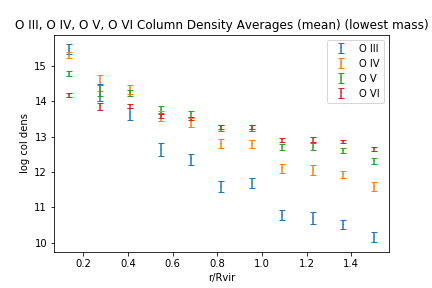 O III, O IV, O V, O VI Column Density Averages (mean) (lowest mass)
O III
O IV
O V
O VI
log col dens
15
14
13
12
11
10
0.2 0.4 0.6 0.8 1.0 1.2 1.4
r/Rvir